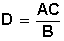 D = AC/B